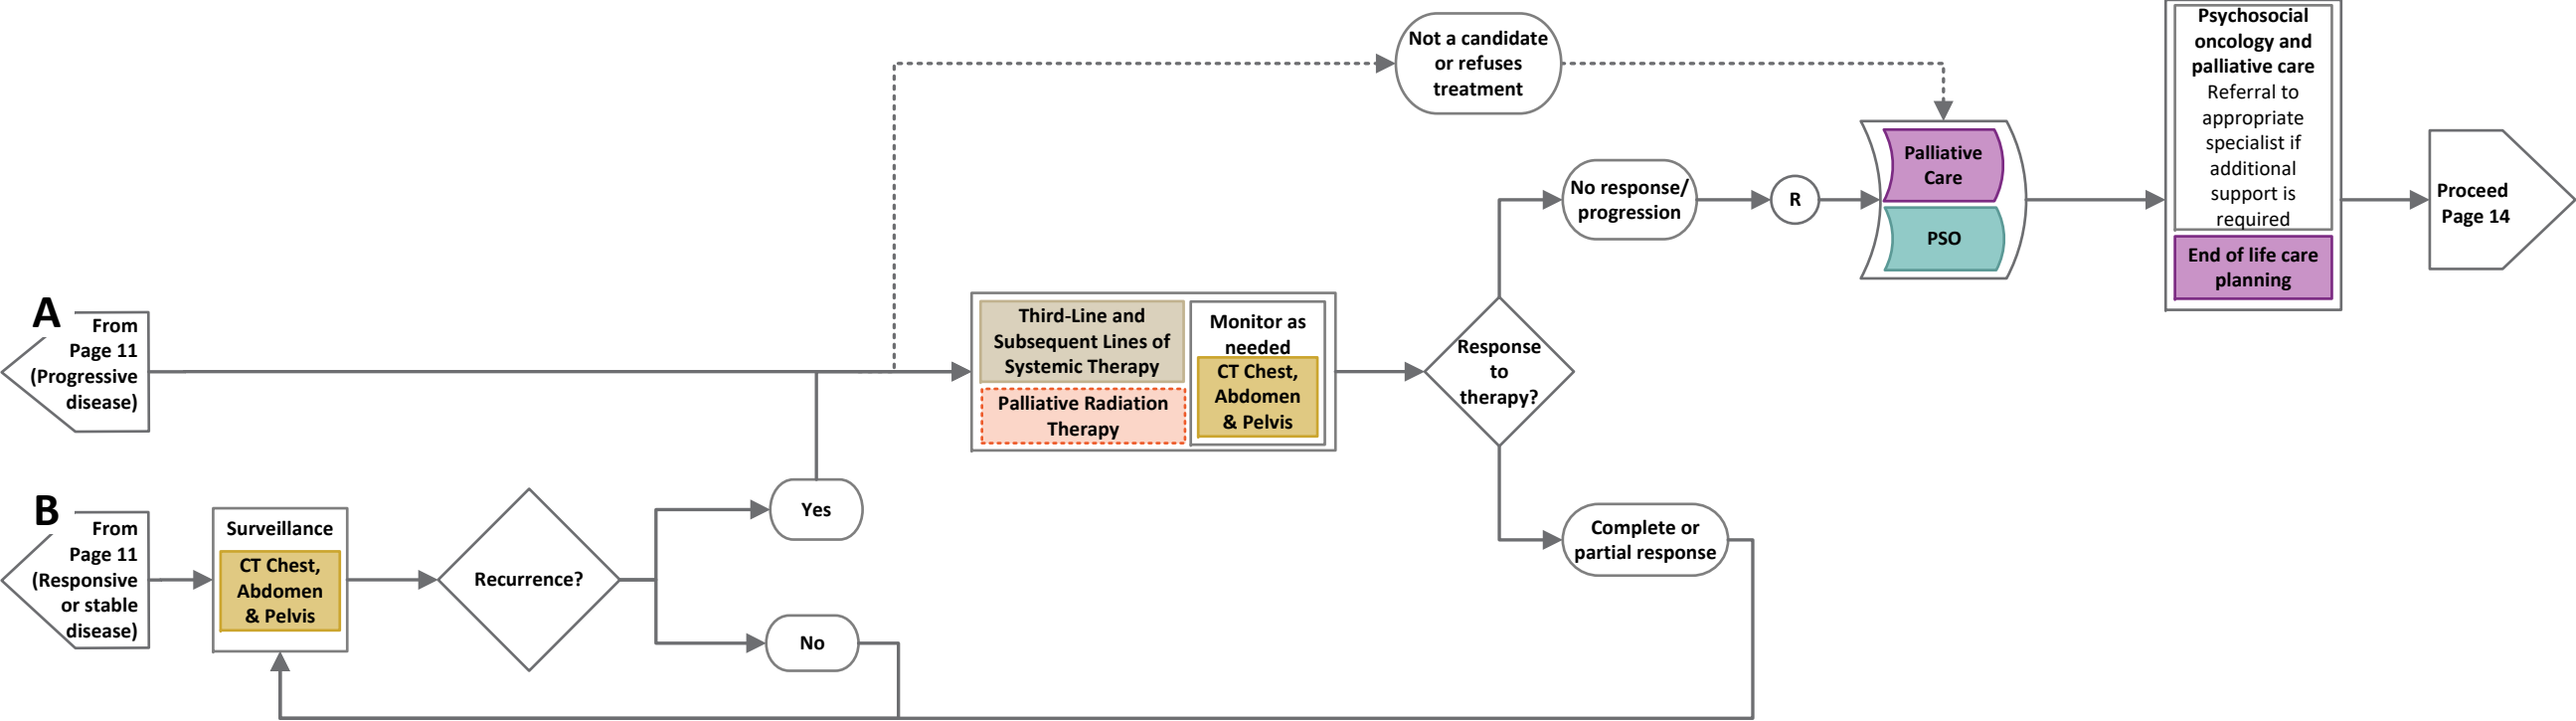 Not a candidate
or refuses
treatment
Psychosocial
oncology and
palliative care
Referral to
appropriate
specialist if
additional
support is
required
End of life care
planning
Proceed
Page 14
Palliative
Care
PSO
No response/
progression
R
A
From
Page 11
(Progressive
disease)
Third-Line and
Subsequent Lines of
Systemic Therapy
Palliative Radiation
Therapy
Monitor as
needed
CT Chest,
Abdomen
& Pelvis
Response
to
therapy?
B
From
Page 11
(Responsive
or stable
disease)
Surveillance
CT Chest,
Abdomen
& Pelvis
Recurrence?
Yes
No
Complete or
partial response